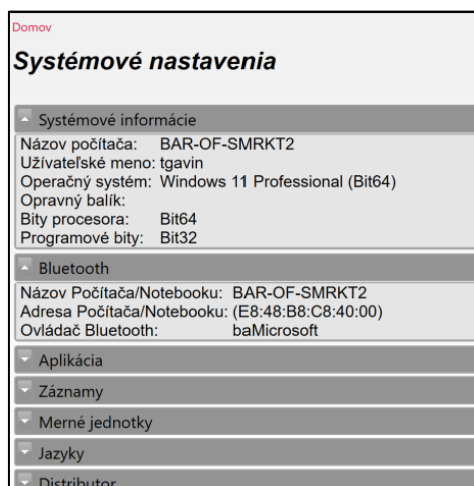 Domov
Systémové nastavenia
Systémové informácie
Názov počítača: BAR-OF-SMRKT2
Užívateľské meno: tgavin
Operačný systém: Windows 11 Professional (Bit64)
Opravný balík:
Bity procesora: Bit64
Programové bity: Bit32
Bluetooth
Názov Počítača/Notebooku: BAR-OF-SMRKT2
Adresa Počítača/Notebooku: (E8:48:B8:C8:40:00)
Ovládač Bluetooth: baMicrosoft
Aplikácia
Záznamy
Merné jednotky
Jazyky
Distributor